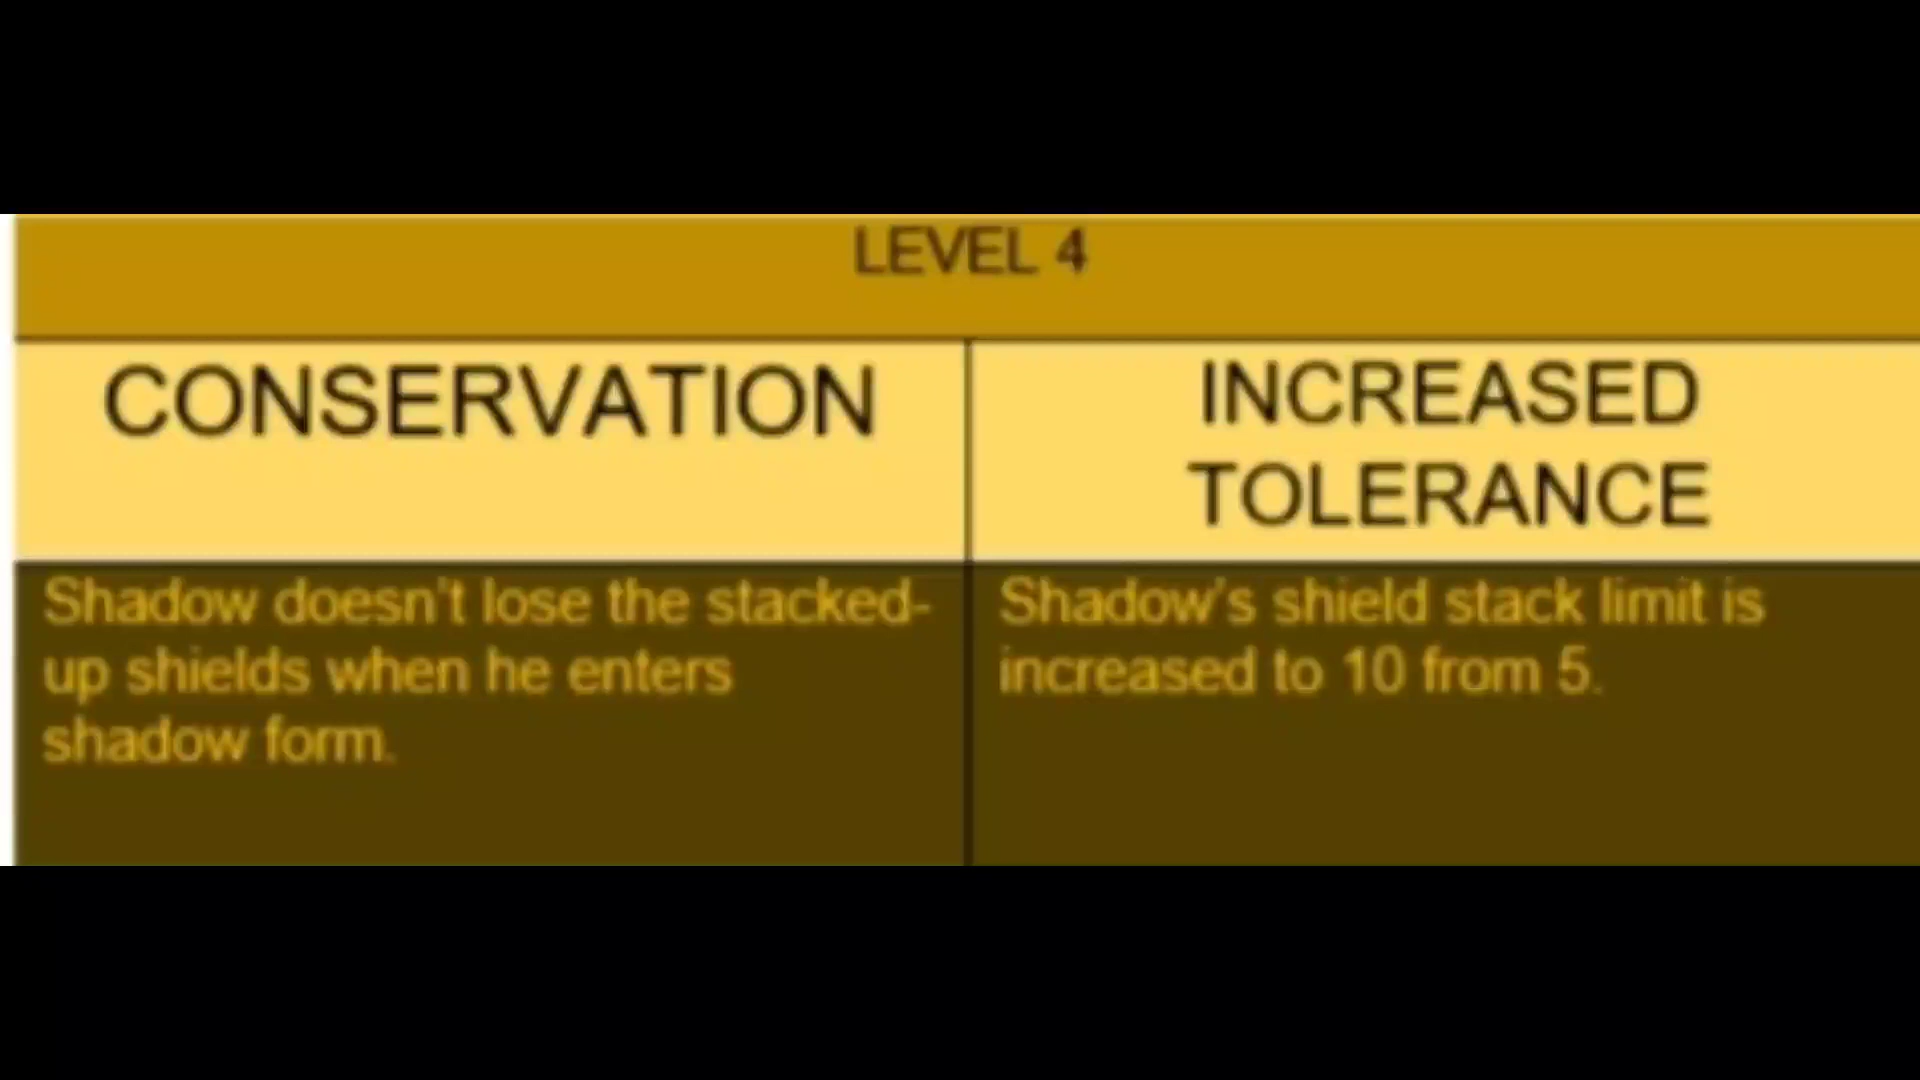 LEVEL 4
CONSERVATION
INCREASED
TOLERANCE
Shadow doesn't lose the stacked-
up shields when he enters
shadow form.
Shadow's shield stack limit is
increased to 10 from 5.